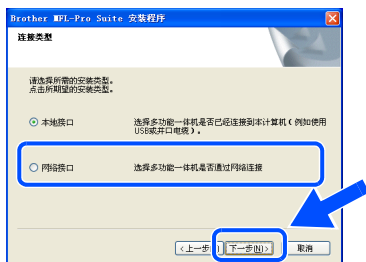 Brother MFL-Pro Suite 安装程序
连接类型
请选择所需的安装类型。
点击所期望的安装类型。
本地接口
选择多功能一体机是否已经连接到本计算机(例如使用
USB或并口电缆)。
网络接口
选择多功能一体机是否通过网络连接
<上一步 下一步(N)> 取消